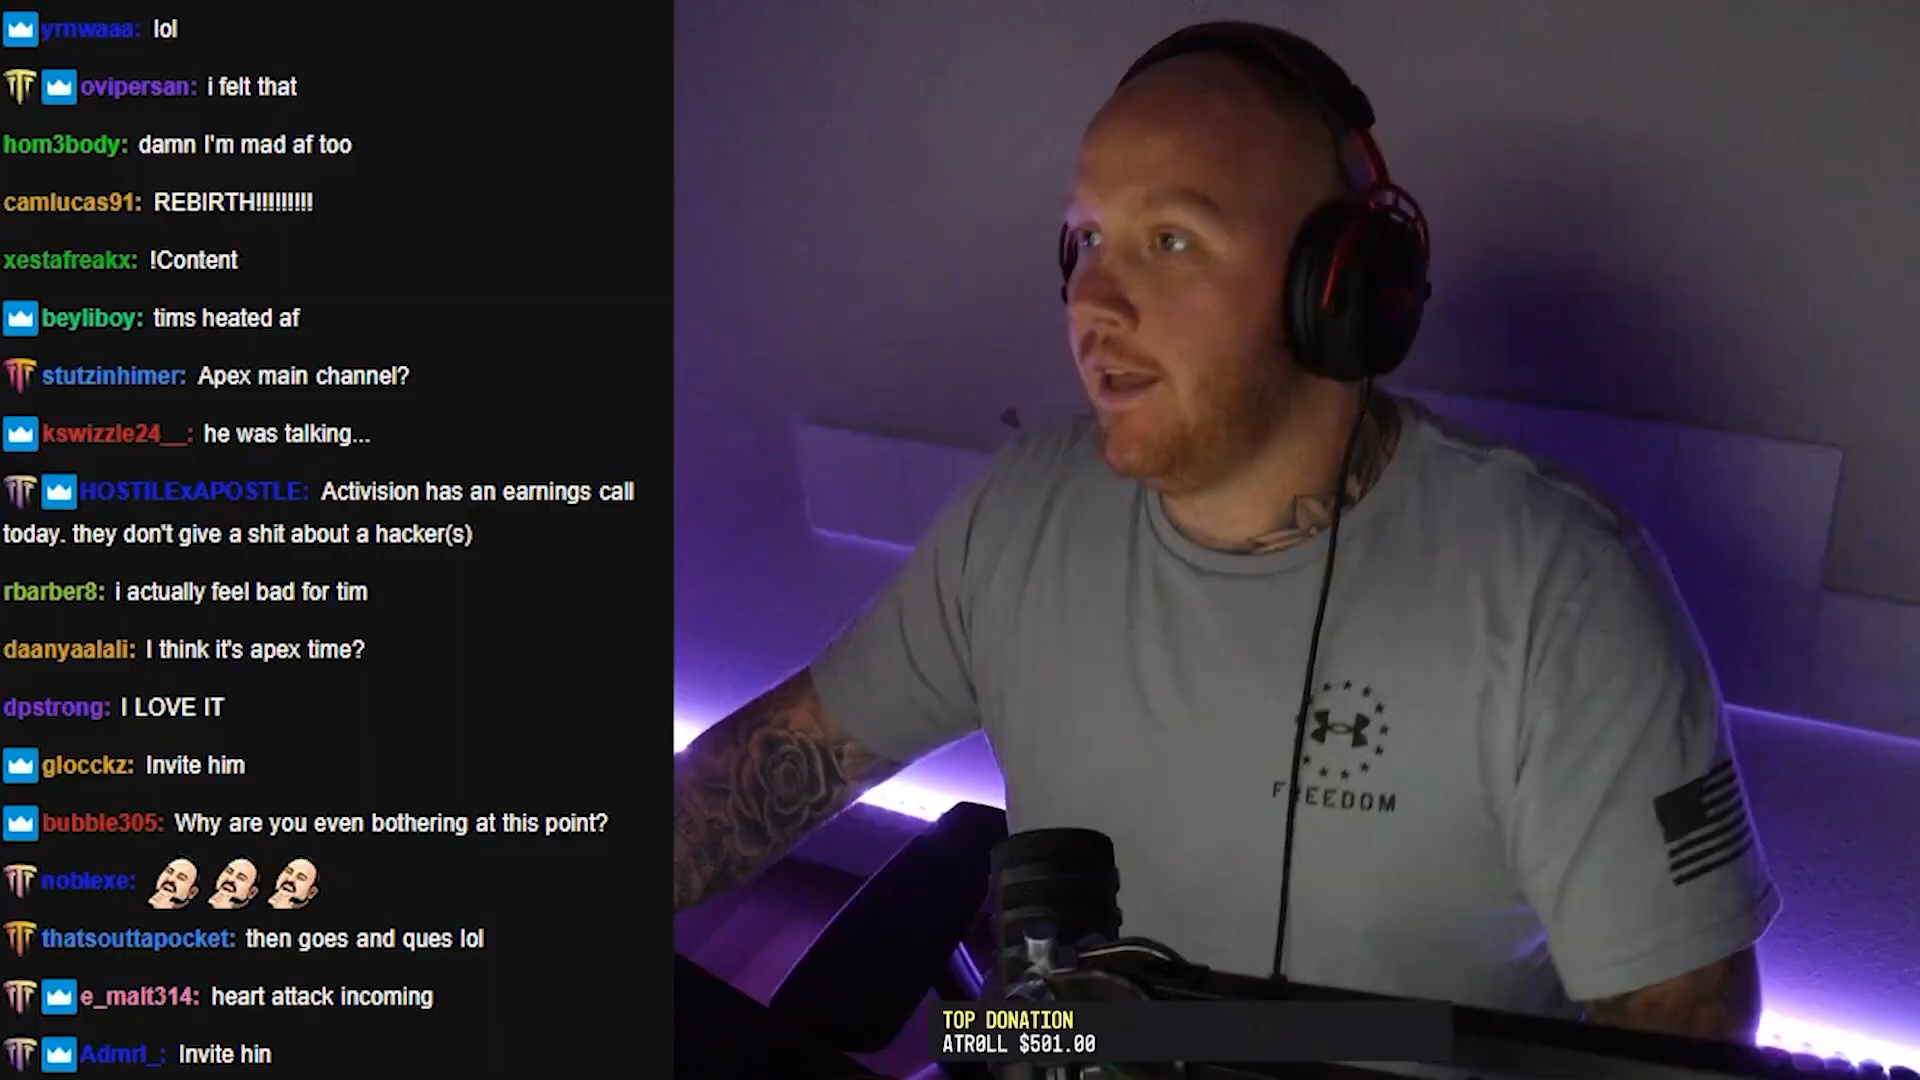 yrnwaaa: lol
ovipersan: i felt that
hom3body: damn I'm mad af too
camlucas91: REBIRTH!!!!!!!!!
xestafreakx: !Content
beyliboy: tims heated af
stutzinhimer: Apex main channel?
kswizzle24__: he was talking...
HOSTILExAPOSTLE: Activision has an earnings call
today. they don't give a shit about a hacker(s)
rbarber8: i actually feel bad for tim
daanyaalali: I think it's apex time?
dpstrong: I LOVE IT
glocckz: Invite him
bubble305: Why are you even bothering at this point?
noblexe:
thatsouttapocket: then goes and ques lol
e_malt314: heart attack incoming
Admrl_: Invite hin
FREEDOM
TOP DONATION
ATR0LL $501.00